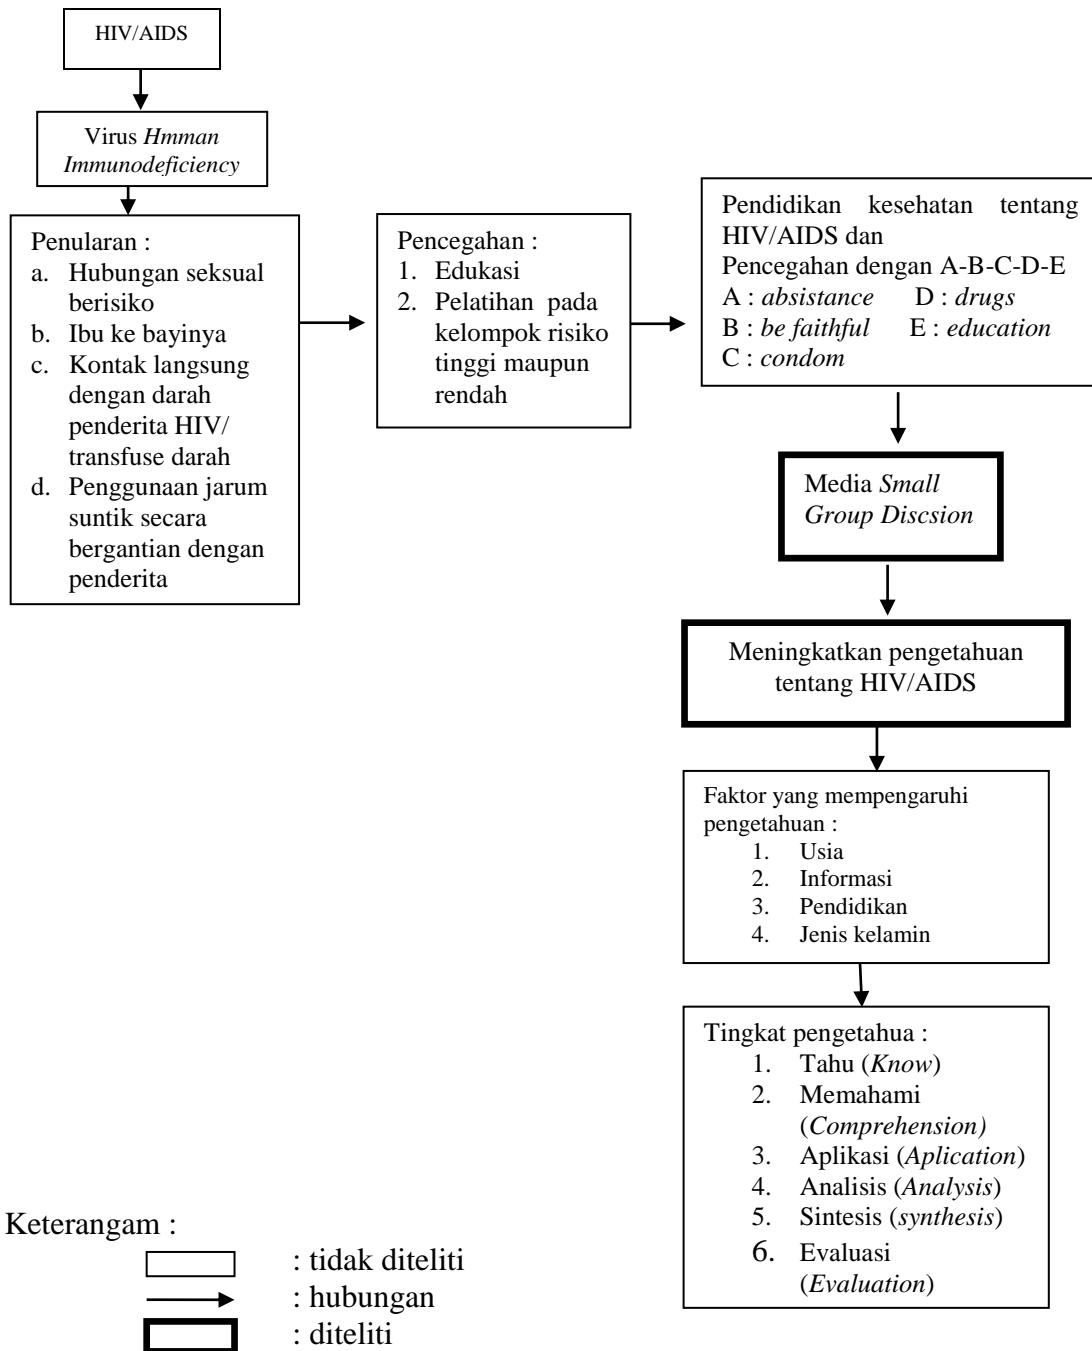 HIV/AIDS
Virus Hmman
Immunodeficiency
Penularan :
a. Hubungan seksual
berisiko
b. Ibu ke bayinya
c. Kontak langsung
dengan darah
penderita HIV/
transfuse darah
d. Penggunaan jarum
suntik secara
bergantian dengan
penderita
Pencegahan :
1. Edukasi
2. Pelatihan pada
kelompok risiko
tinggi maupun
rendah
Pendidikan kesehatan tentang
HIV/AIDS dan
Pencegahan dengan A-B-C-D-E
A : absistance D : drugs
B : be faithful E : education
C : condom
Media Small
Group Discsion
Meningkatkan pengetahuan
tentang HIV/AIDS
Faktor yang mempengaruhi
pengetahuan :
1. Usia
2. Informasi
3. Pendidikan
4. Jenis kelamin
Tingkat pengetahua :
1. Tahu (Know)
2. Memahami
(Comprehension)
3. Aplikasi (Aplication)
4. Analisis (Analysis)
5. Sintesis (synthesis)
6. Evaluasi
(Evaluation)
Keterangam :
: tidak diteliti
: hubungan
: diteliti